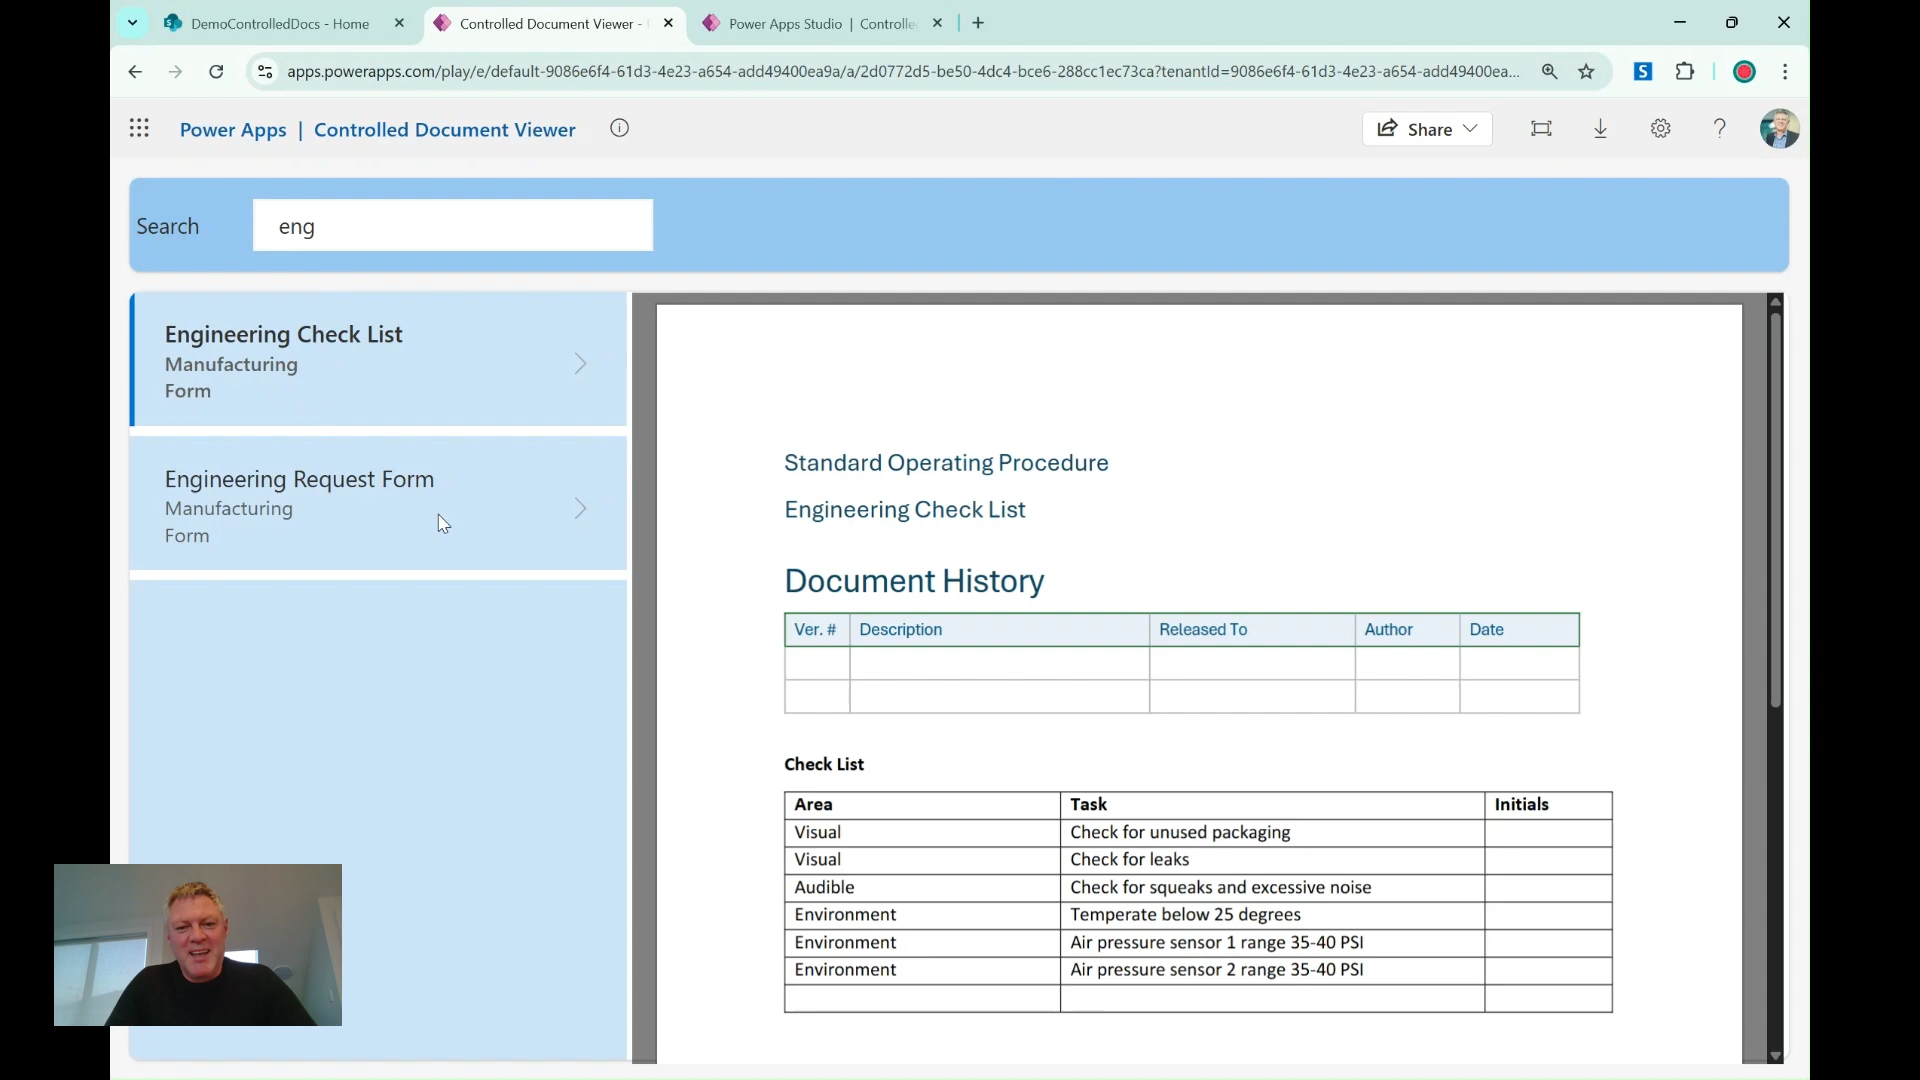 DemoControlledDocs - Home
Controlled Document Viewer -
Power Apps Studio | Controlle
apps.powerapps.com/play/e/default-9086e6f4-61d3-4e23-a654-add49400ea9a/a/2d0772d5-be50-4dc4-bce6-288cc1ec73ca?tenantId=9086e6f4-61d3-4e23-a654-add49400ea...
S
Power Apps | Controlled Document Viewer
Share
Search
eng
Engineering Check List
Manufacturing
Form
Engineering Request Form
Manufacturing
Form
Standard Operating Procedure
Engineering Check List
Document History
Ver. # Description Released To Author Date
Check List
Area Task Initials
Visual Check for unused packaging
Visual Check for leaks
Audible Check for squeaks and excessive noise
Environment Temperate below 25 degrees
Environment Air pressure sensor 1 range 35-40 PSI
Environment Air pressure sensor 2 range 35-40 PSI